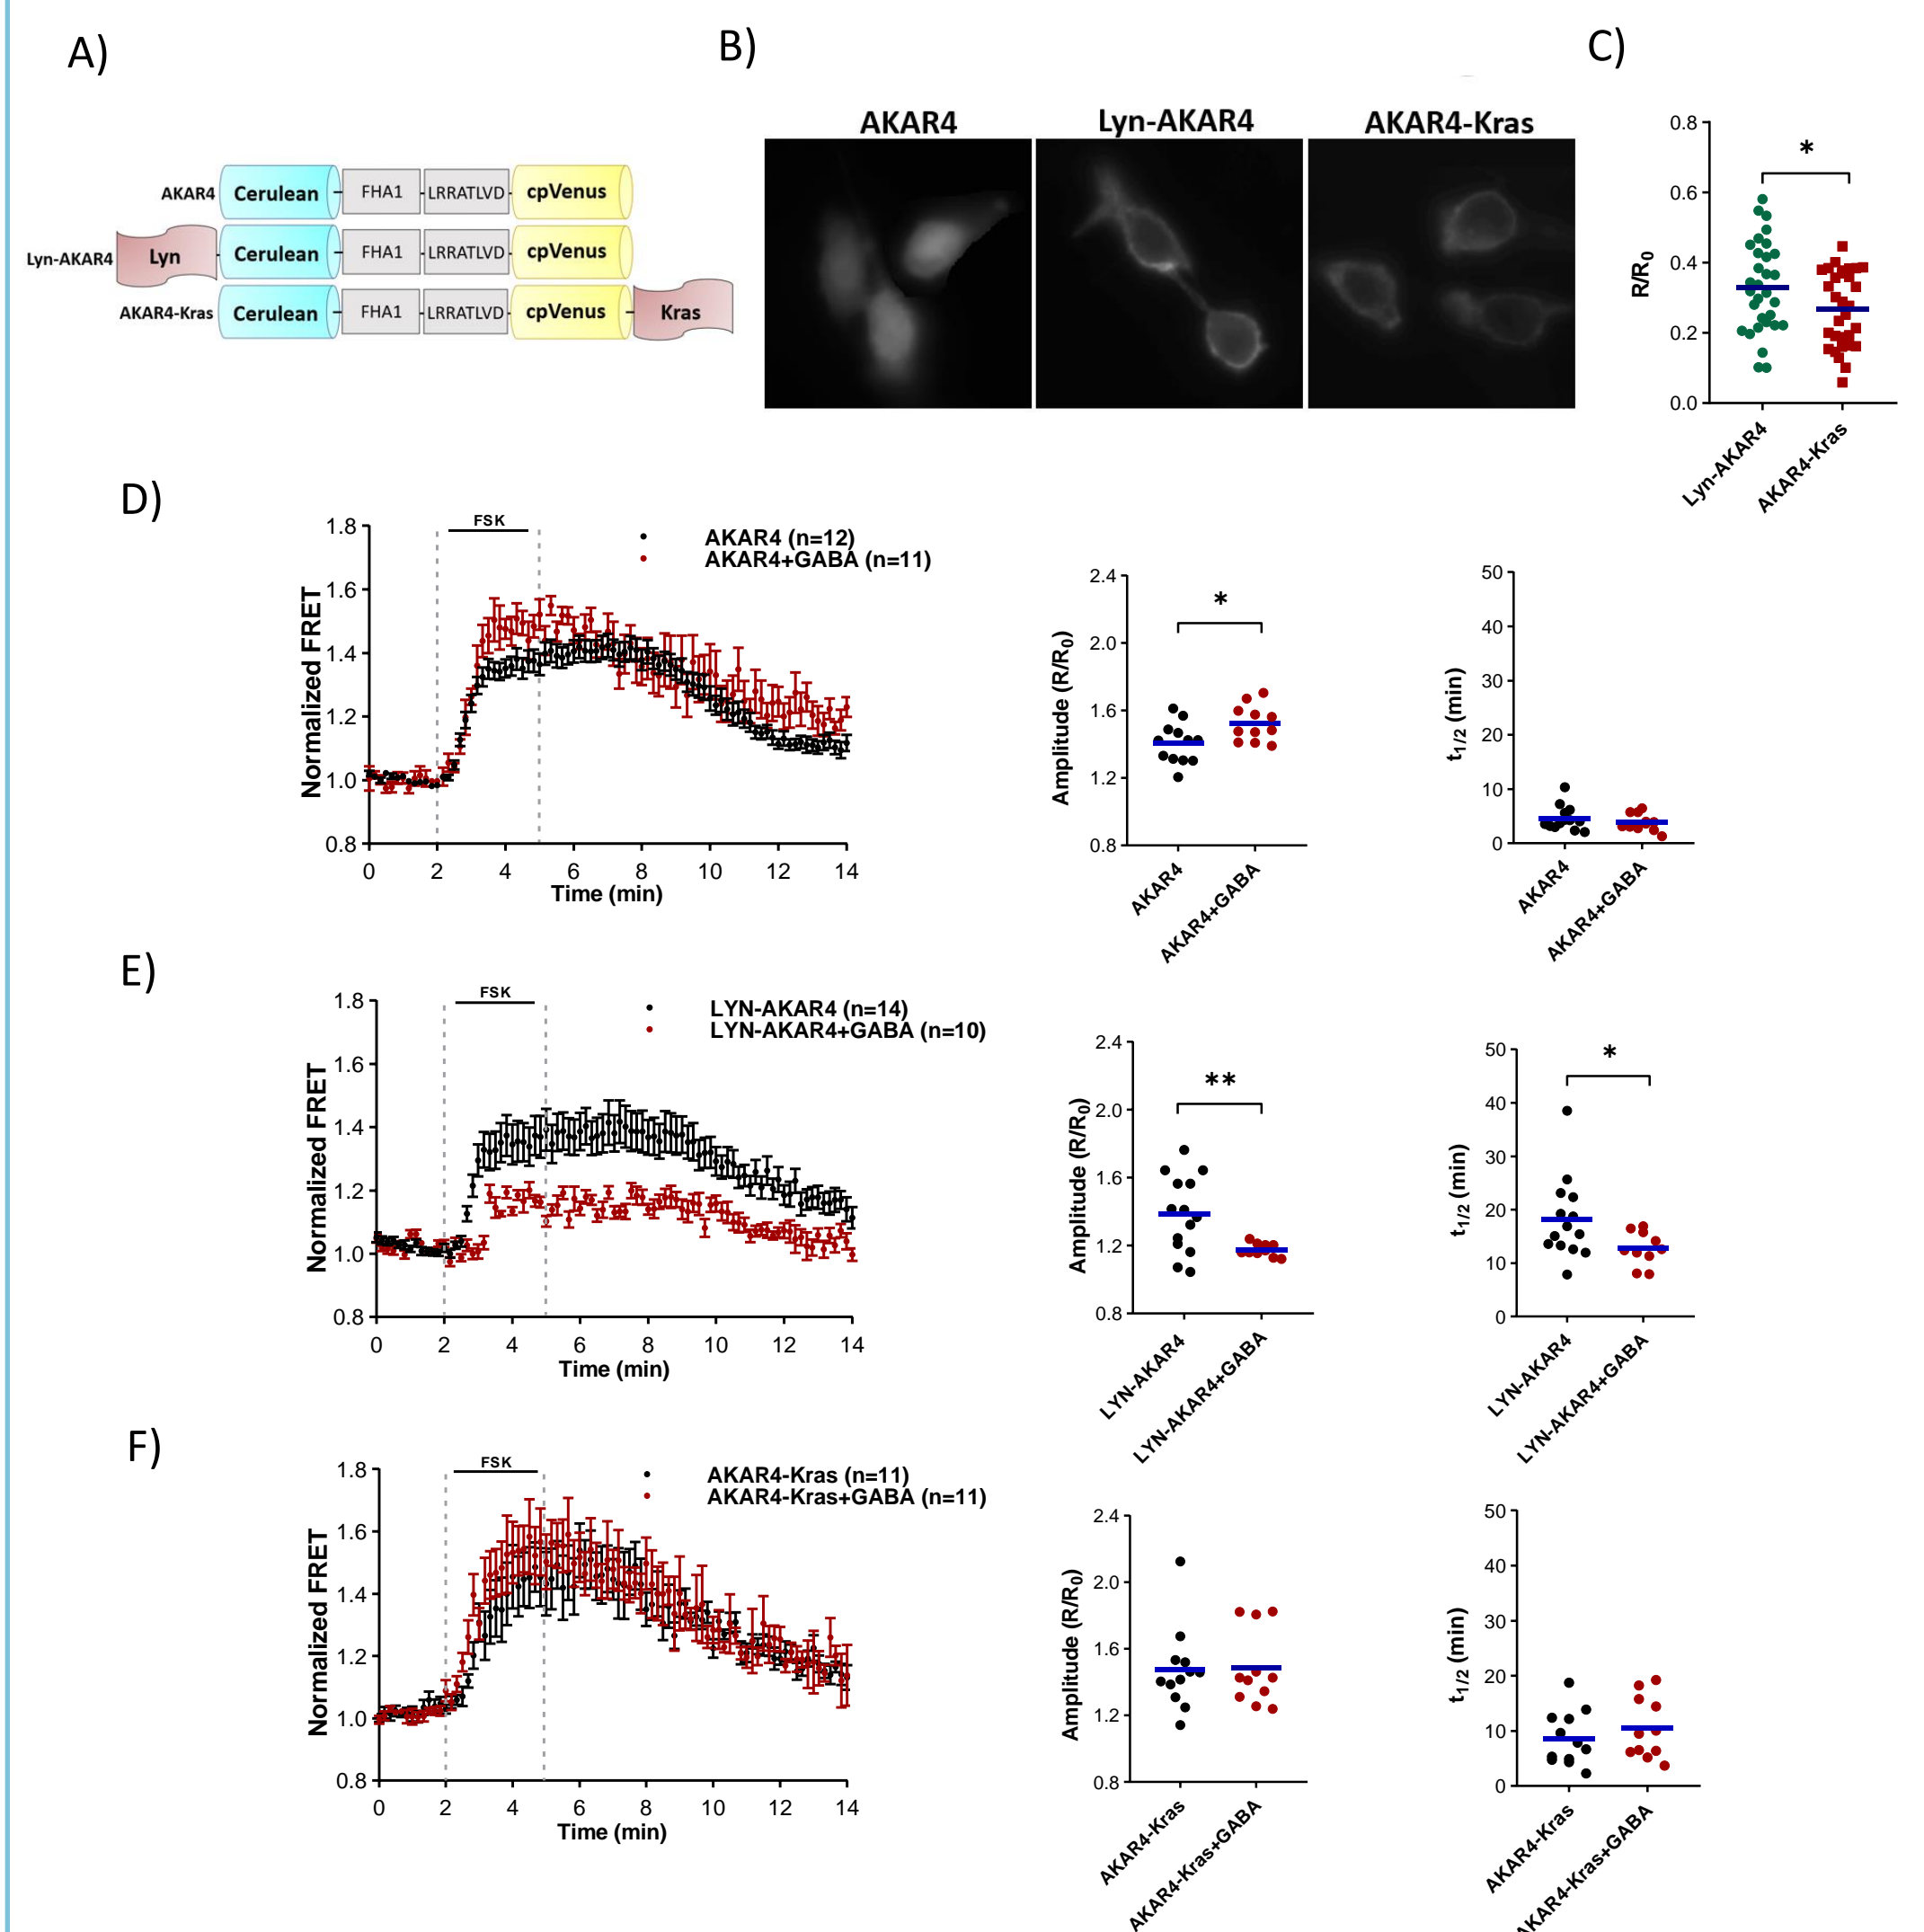 A)
B)
C)
AKAR4 Cerulean FHA1 LRRATLVD cpVenus
Lyn-AKAR4 Lyn Cerulean FHA1 LRRATLVD cpVenus
AKAR4-Kras Cerulean FHA1 LRRATLVD cpVenus Kras
AKAR4
Lyn-AKAR4
AKAR4-Kras
0.8
0.6
0.4
0.2
0.0
R/R0
*
Lyn-AKAR4
AKAR4-Kras
D)
FSK
AKAR4 (n=12)
AKAR4+GABA (n=11)
Normalized FRET
1.8
1.6
1.4
1.2
1.0
0.8
0 2 4 6 8 10 12 14
Time (min)
Amplitude (R/R0)
2.4
2.0
1.6
1.2
0.8
*
AKAR4
AKAR4+GABA
t1/2 (min)
50
40
30
20
10
0
AKAR4
AKAR4+GABA
E)
FSK
LYN-AKAR4 (n=14)
LYN-AKAR4+GABA (n=10)
Normalized FRET
1.8
1.6
1.4
1.2
1.0
0.8
0 2 4 6 8 10 12 14
Time (min)
Amplitude (R/R0)
2.4
2.0
1.6
1.2
0.8
**
LYN-AKAR4
LYN-AKAR4+GABA
t1/2 (min)
50
40
30
20
10
0
*
LYN-AKAR4
LYN-AKAR4+GABA
F)
FSK
AKAR4-Kras (n=11)
AKAR4-Kras+GABA (n=11)
Normalized FRET
1.8
1.6
1.4
1.2
1.0
0.8
0 2 4 6 8 10 12 14
Time (min)
Amplitude (R/R0)
2.4
2.0
1.6
1.2
0.8
AKAR4-Kras
AKAR4-Kras+GABA
t1/2 (min)
50
40
30
20
10
0
AKAR4-Kras
AKAR4-Kras+GABA